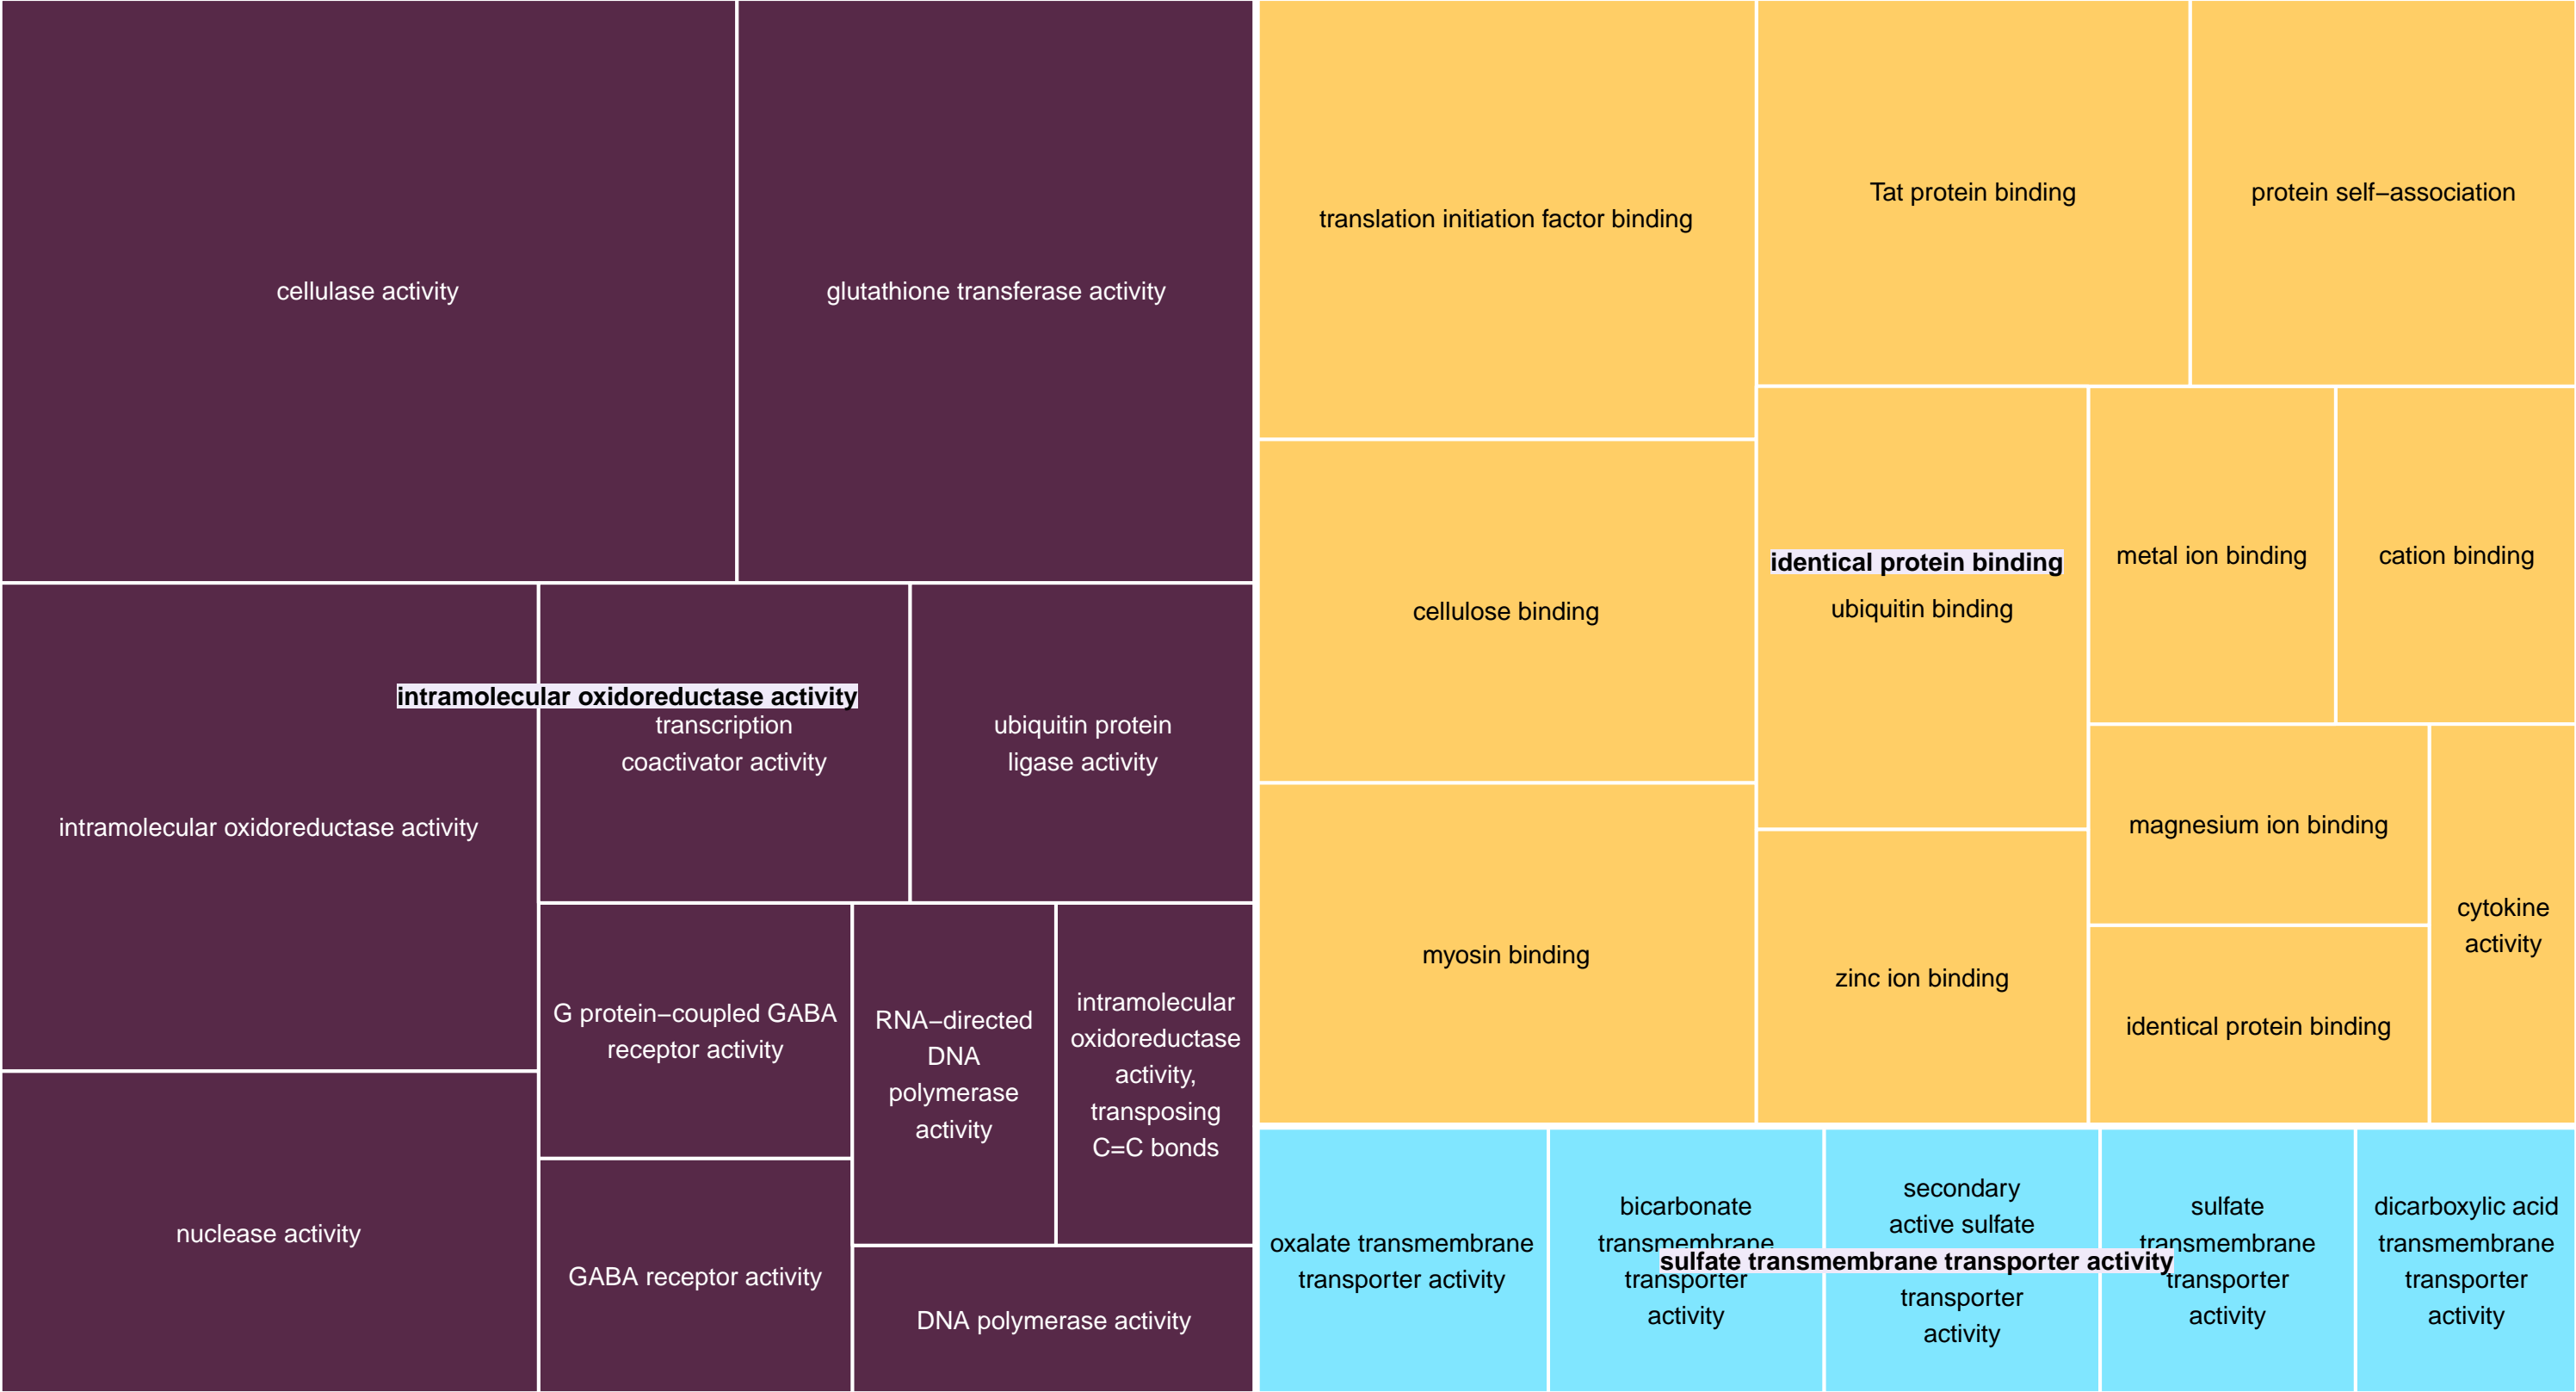 cellulase activity
glutathione transferase activity
intramolecular oxidoreductase activity
intramolecular oxidoreductase activity
transcription
coactivator activity
ubiquitin protein
ligase activity
nuclease activity
G protein−coupled GABA
receptor activity
GABA receptor activity
RNA−directed
DNA
polymerase
activity
intramolecular
oxidoreductase
activity,
transposing
C=C bonds
DNA polymerase activity
translation initiation factor binding
Tat protein binding
protein self−association
cellulose binding
identical protein binding
ubiquitin binding
metal ion binding
cation binding
myosin binding
zinc ion binding
magnesium ion binding
identical protein binding
cytokine
activity
oxalate transmembrane
transporter activity
bicarbonate
transmembrane
transporter
activity
secondary
active sulfate
sulfate transmembrane transporter activity
transporter
activity
sulfate
transmembrane
transporter
activity
dicarboxylic acid
transmembrane
transporter
activity